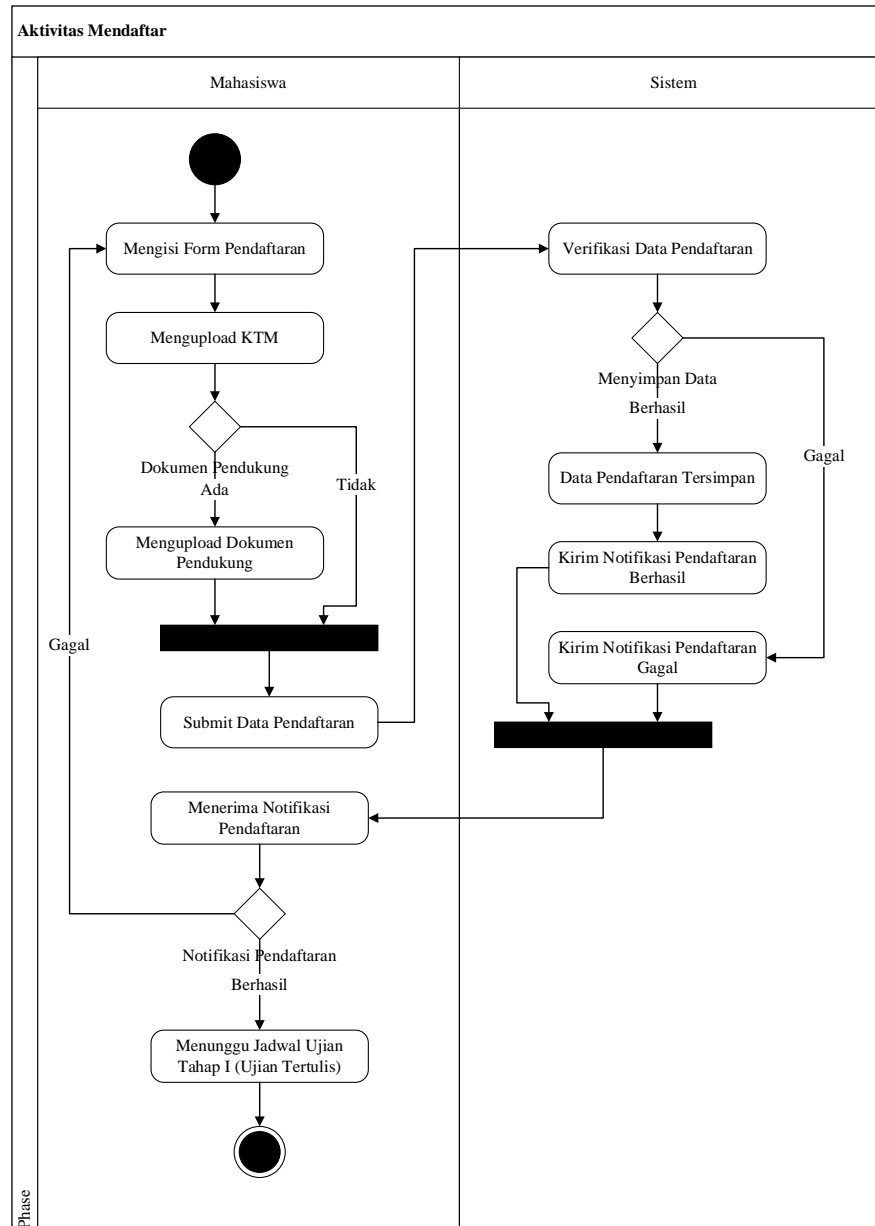 Aktivitas Mendaftar
Mahasiswa
Sistem
Mengisi Form Pendaftaran
Verifikasi Data Pendaftaran
Mengupload KTM
Menyimpan Data
Berhasil
Gagal
Dokumen Pendukung
Ada
Tidak
Data Pendaftaran Tersimpan
Mengupload Dokumen
Pendukung
Kirim Notifikasi Pendaftaran
Berhasil
Gagal
Kirim Notifikasi Pendaftaran
Gagal
Submit Data Pendaftaran
Menerima Notifikasi
Pendaftaran
Notifikasi Pendaftaran
Berhasil
Menunggu Jadwal Ujian
Tahap I (Ujian Tertulis)
Phase